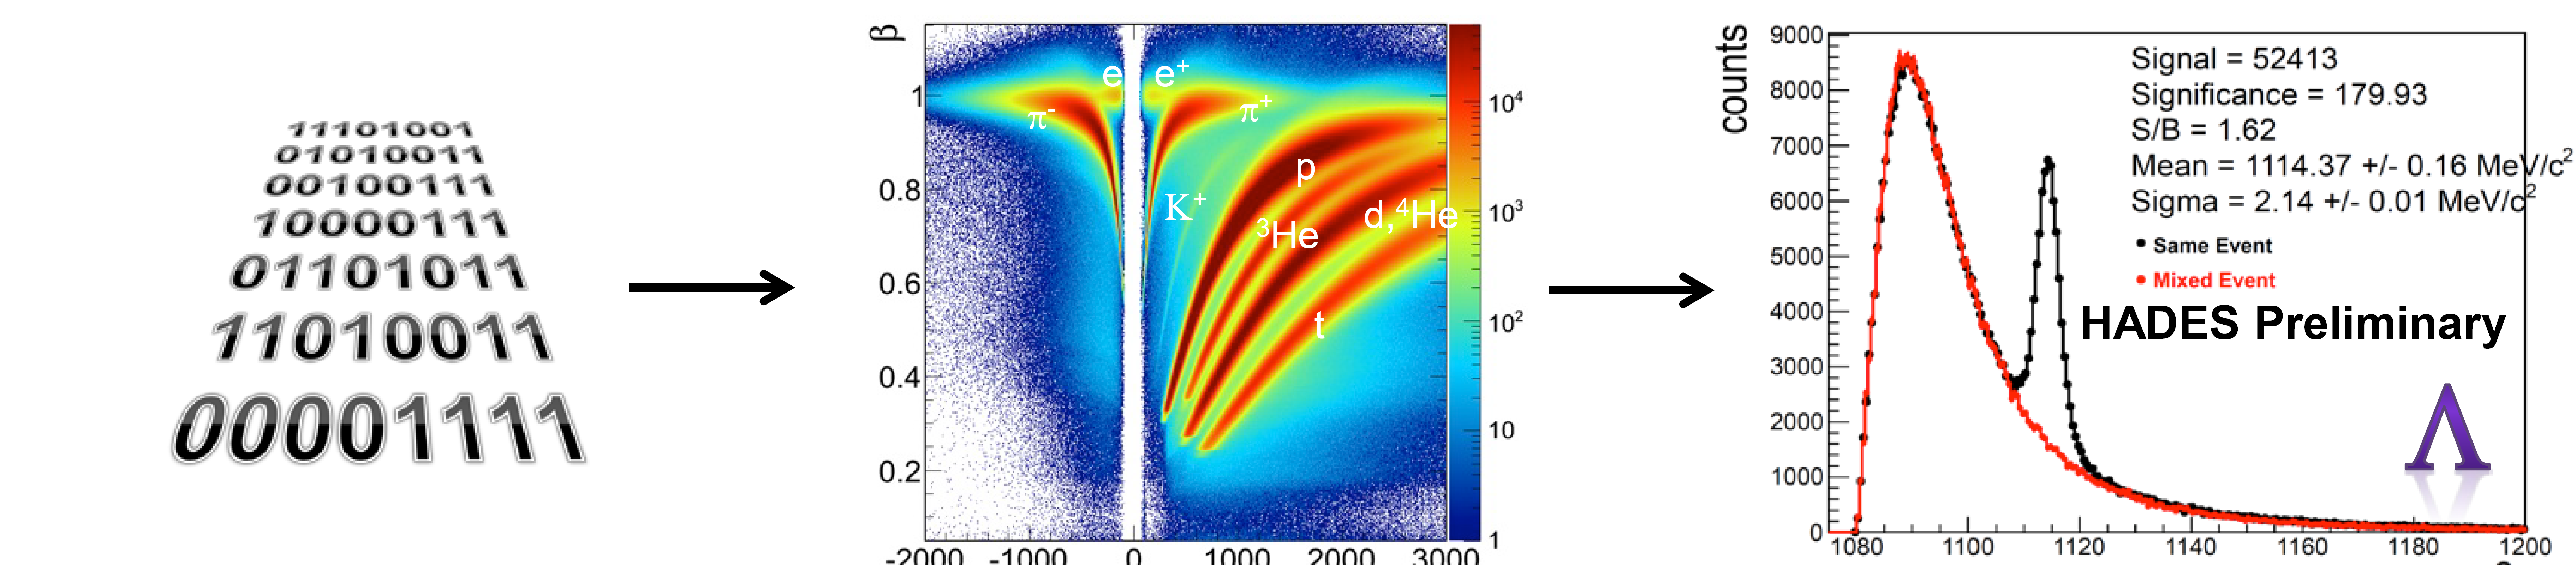 11101001
01010011
00100111
10000111
01101011
11010011
00001111
β
1
0.8
0.6
0.4
0.2
-2000 -1000 0 1000 2000 3000
e
e⁺
π⁻
π⁺
K⁺
p
³He
d, ⁴He
t
10⁴
10³
10²
10
1
counts
9000
8000
7000
6000
5000
4000
3000
2000
1000
0
1080 1100 1120 1140 1160 1180 1200
Signal = 52413
Significance = 179.93
S/B = 1.62
Mean = 1114.37 +/- 0.16 MeV/c²
Sigma = 2.14 +/- 0.01 MeV/c²
Same Event
Mixed Event
HADES Preliminary
Λ